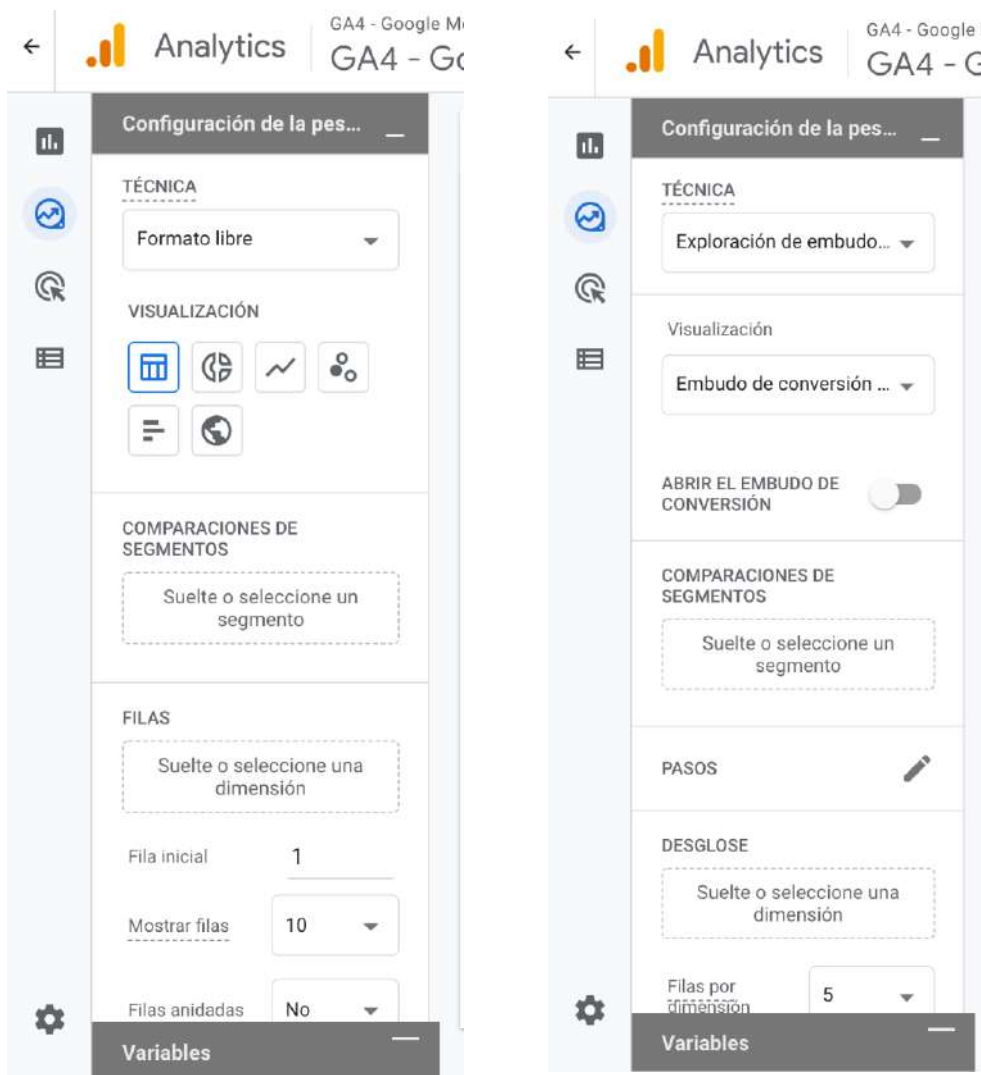 GA4 - Google M
Analytics
GA4 - Go
Configuración de la pes...
TÉCNICA
Formato libre
VISUALIZACIÓN
COMPARACIONES DE
SEGMENTOS
Suelte o seleccione un
segmento
FILAS
Suelte o seleccione una
dimensión
Fila inicial 1
Mostrar filas 10
Filas anidadas No
Variables
GA4 - Google
Analytics
GA4 - G
Configuración de la pes...
TÉCNICA
Exploración de embudo...
Visualización
Embudo de conversión ...
ABRIR EL EMBUDO DE
CONVERSIÓN
COMPARACIONES DE
SEGMENTOS
Suelte o seleccione un
segmento
PASOS
DESGLOSE
Suelte o seleccione una
dimensión
Filas por
dimensión 5
Variables